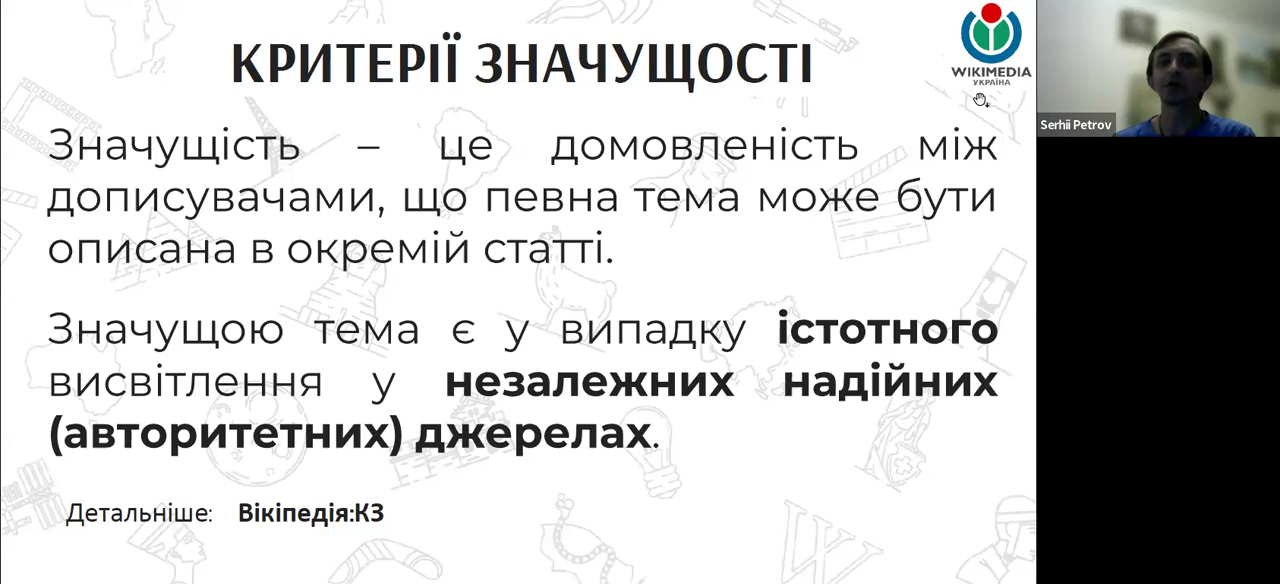 КРИТЕРІЇ ЗНАЧУЩОСТІ
WIKIMEDIA
УКРАЇНА
Serhii Petrov
Значущість – це домовленість між
дописувачами, що певна тема може бути
описана в окремій статті.
Значущою тема є у випадку істотного
висвітлення у незалежних надійних
(авторитетних) джерелах.
Детальніше: Вікіпедія:КЗ